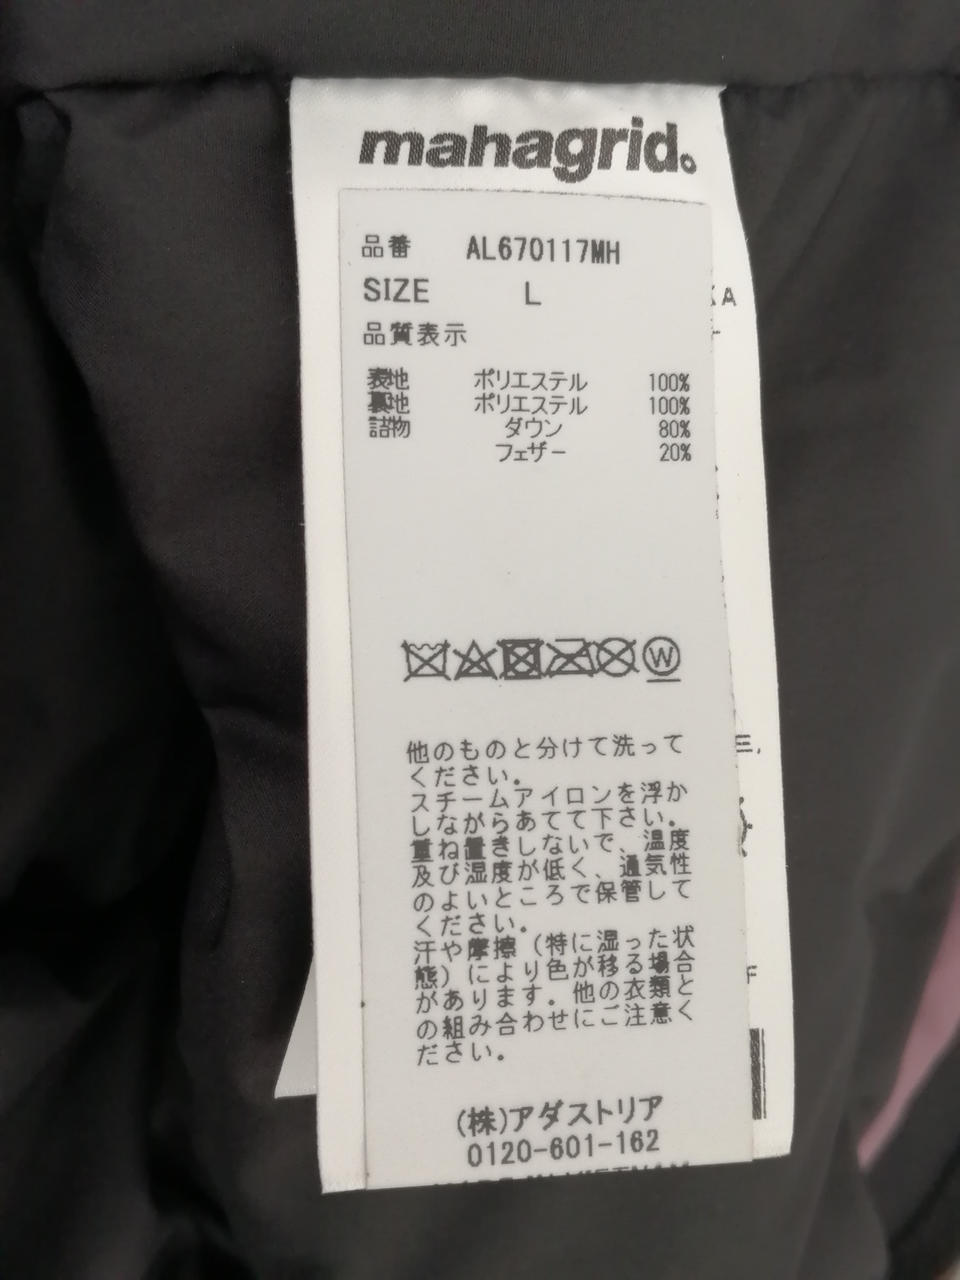 mahagrid.
品番 AL670117MH
SIZE L
品質表示
表地 ポリエステル 100%
裏地 ポリエステル 100%
詰物 ダウン 80%
フェザー 20%
W
他のものと分けて洗って
ください。
スチームアイロンを浮か
しながらあてて下さい。
重ね置きしないで、温度
及び湿度が低く、通気性
のよいところで保管して
ください。
汗や摩擦（特に湿った状
態）により色が移る場合
があります。他の衣類と
の組み合わせにご注意く
ださい。
(株)アダストリア
0120-601-162
MADE IN VIETNAM